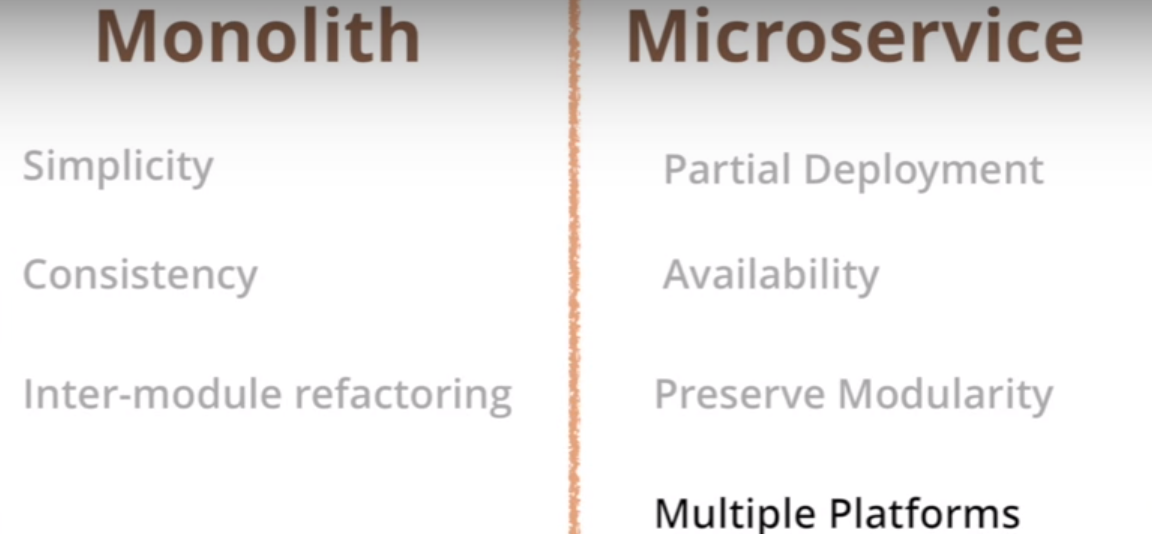 Monolith
Microservice
Simplicity
Partial Deployment
Consistency
Availability
Inter-module refactoring
Preserve Modularity
Multiple Platforms